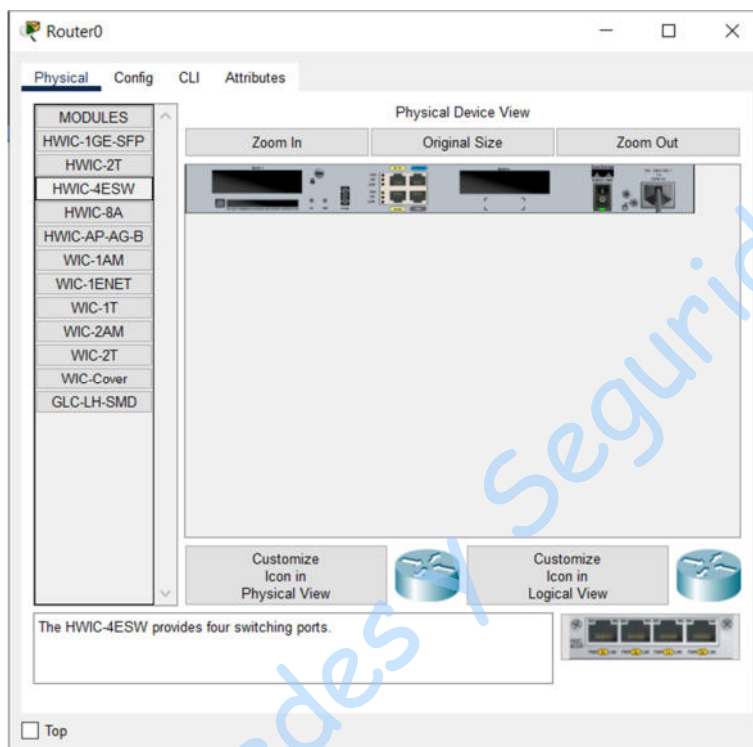 Router0
Physical Config CLI Attributes
MODULES
HWIC-1GE-SFP
HWIC-2T
HWIC-4ESW
HWIC-8A
HWIC-AP-AG-B
WIC-1AM
WIC-1ENET
WIC-1T
WIC-2AM
WIC-2T
WIC-Cover
GLC-LH-SMD
Physical Device View
Zoom In Original Size Zoom Out
Customize
Icon in
Physical View
Customize
Icon in
Logical View
The HWIC-4ESW provides four switching ports.
Top
des y Segurid